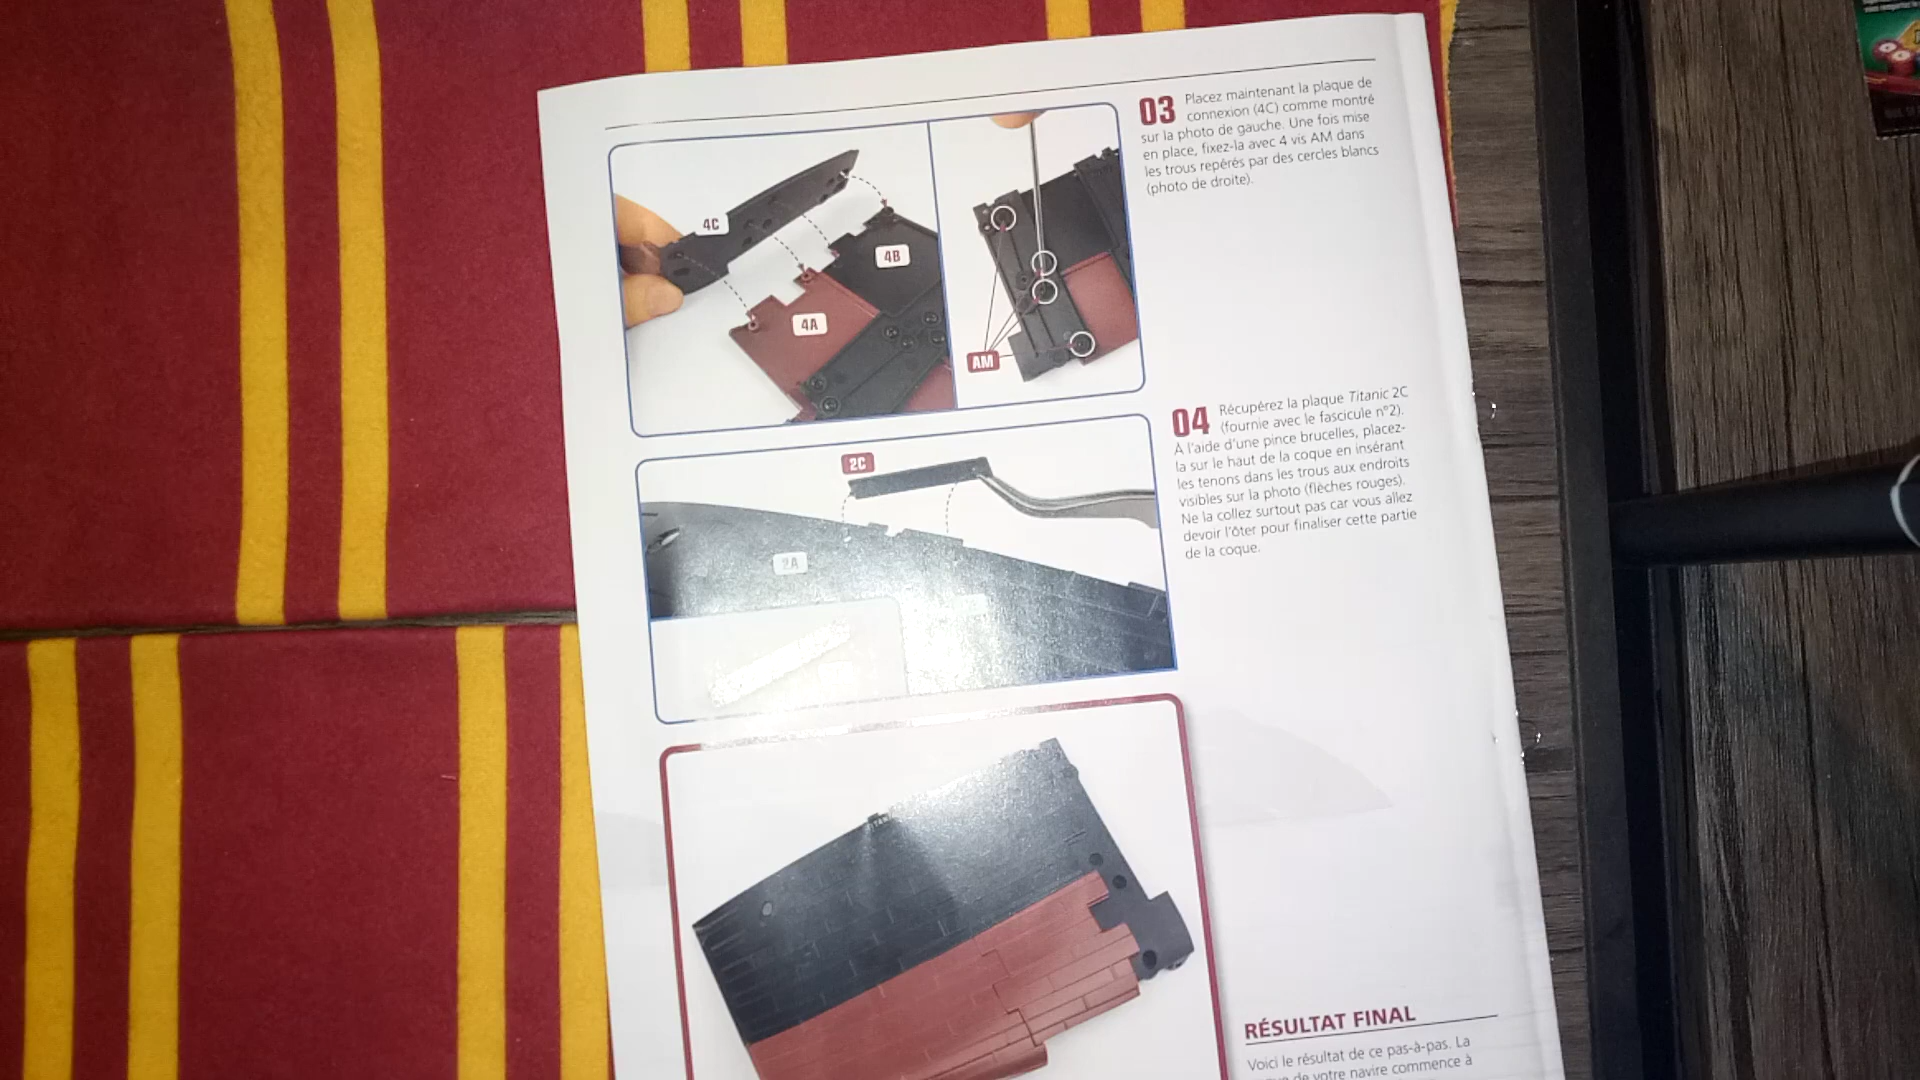 03 Placez maintenant la plaque de
connexion (4C) comme montré
sur la photo de gauche. Une fois mise
en place, fixez-la avec 4 vis AM dans
les trous repérés par des cercles blancs
(photo de droite).
4C
4B
4A
AM
04 Récupérez la plaque Titanic 2C
(fournie avec le fascicule n°2).
À l'aide d'une pince brucelles, placez-
la sur le haut de la coque en insérant
les tenons dans les trous aux endroits
visibles sur la photo (flèches rouges).
Ne la collez surtout pas car vous allez
devoir l'ôter pour finaliser cette partie
de la coque.
2C
2A
RÉSULTAT FINAL
Voici le résultat de ce pas-à-pas. La
de votre navire commence à